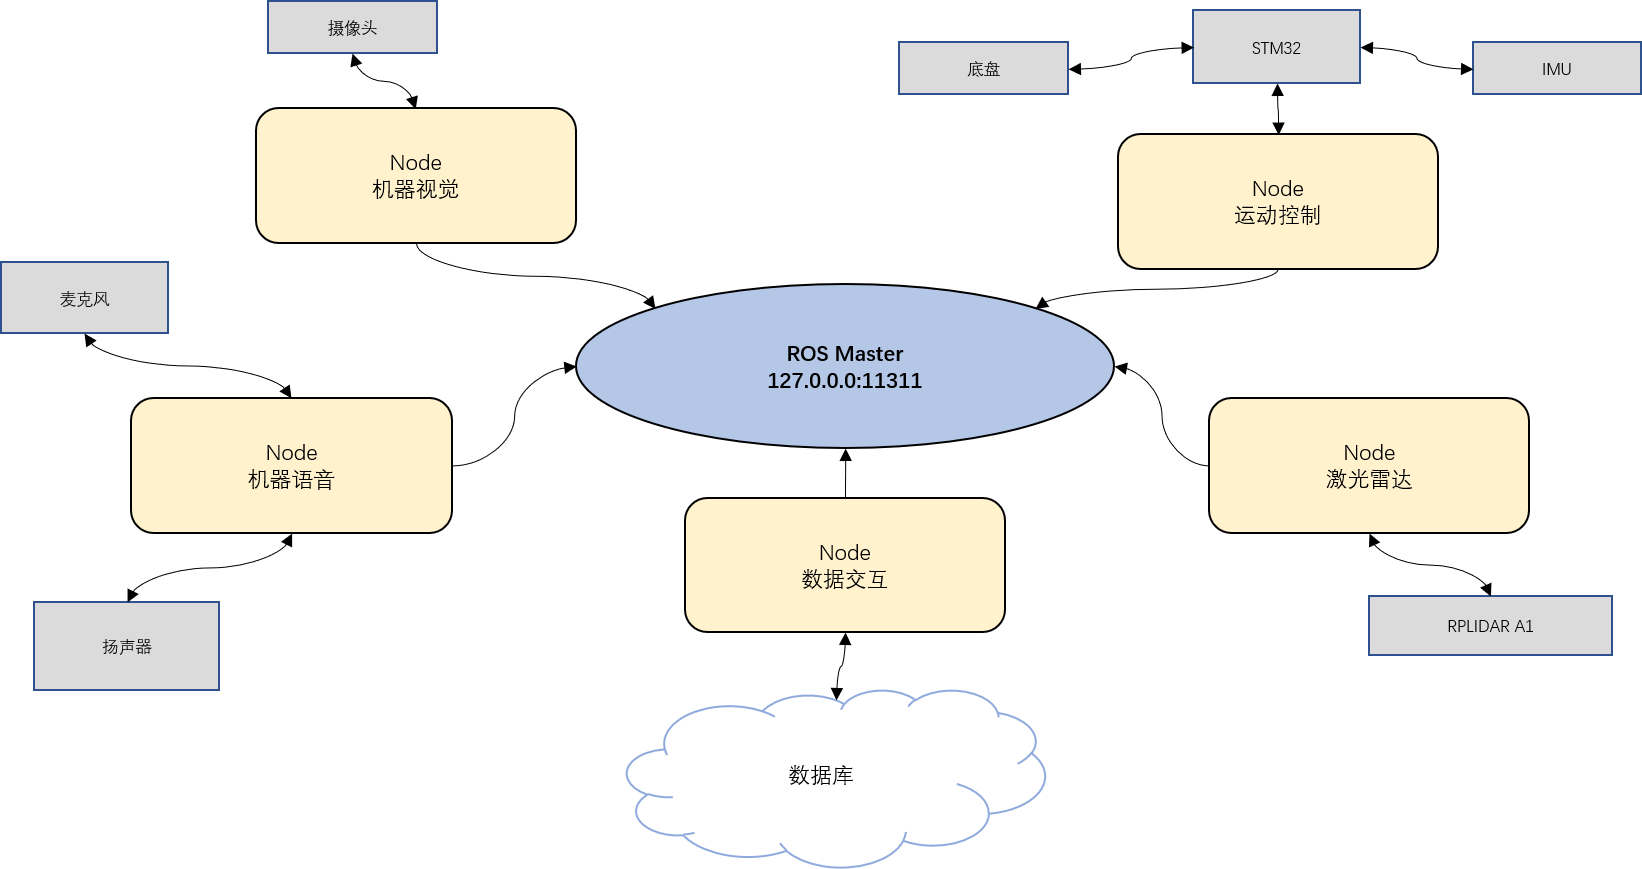 摄像头
STM32
底盘
IMU
Node
机器视觉
Node
运动控制
麦克风
ROS Master
127.0.0.0:11311
Node
机器语音
Node
激光雷达
Node
数据交互
扬声器
RPLIDAR A1
数据库